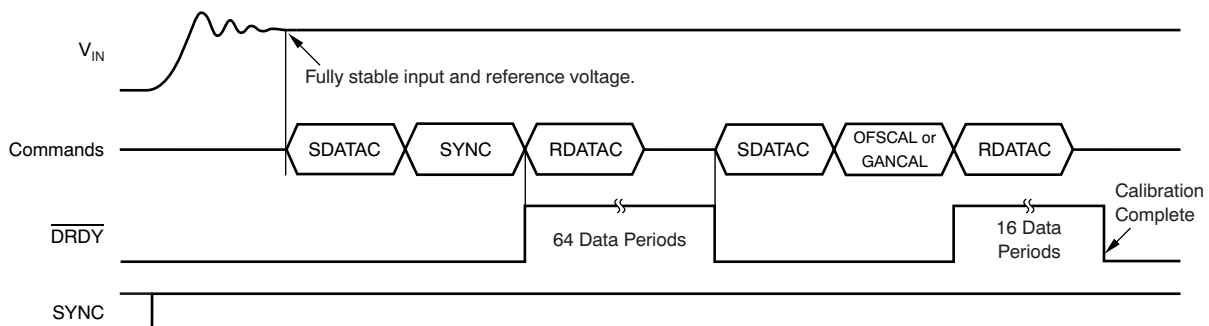 VIN
Fully stable input and reference voltage.
Commands
SDATAC
SYNC
RDATAC
SDATAC
OFSCAL or
GANCAL
RDATAC
DRDY
64 Data Periods
16 Data
Periods
Calibration
Complete
SYNC